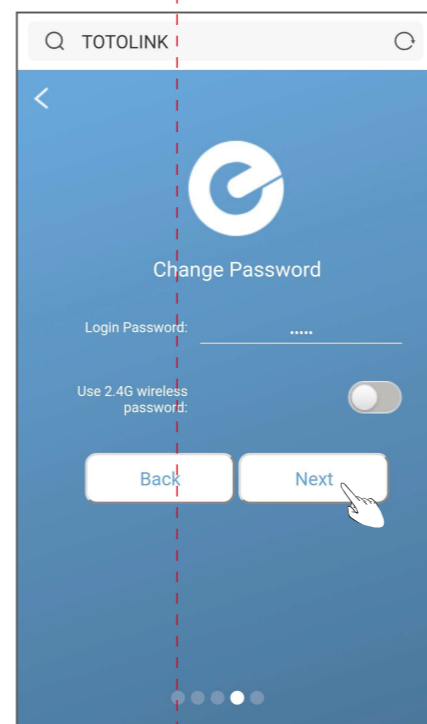 TOTOLINK
Change Password
Login Password: .....
Use 2.4G wireless
password:
Back Next